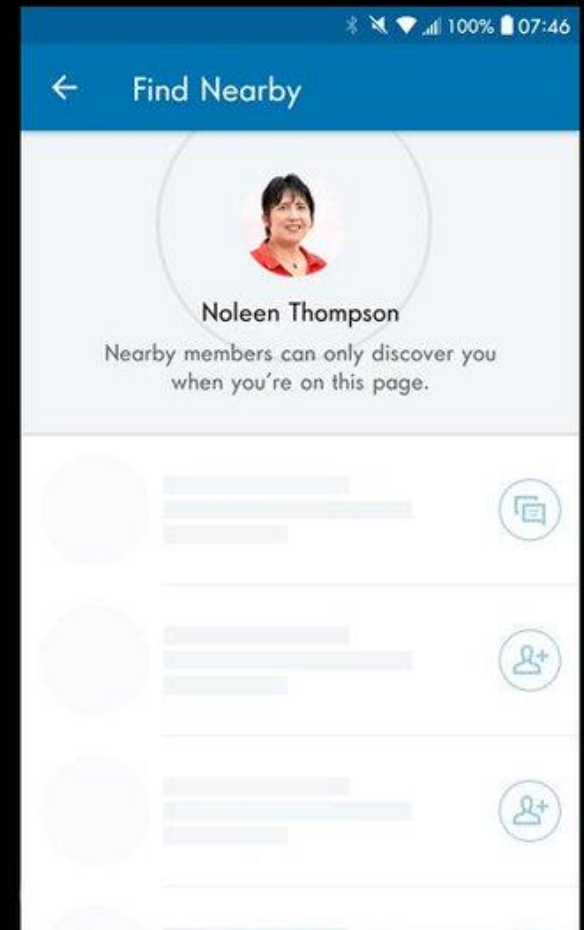 100% 07:46
Find Nearby
Noleen Thompson
Nearby members can only discover you
when you're on this page.